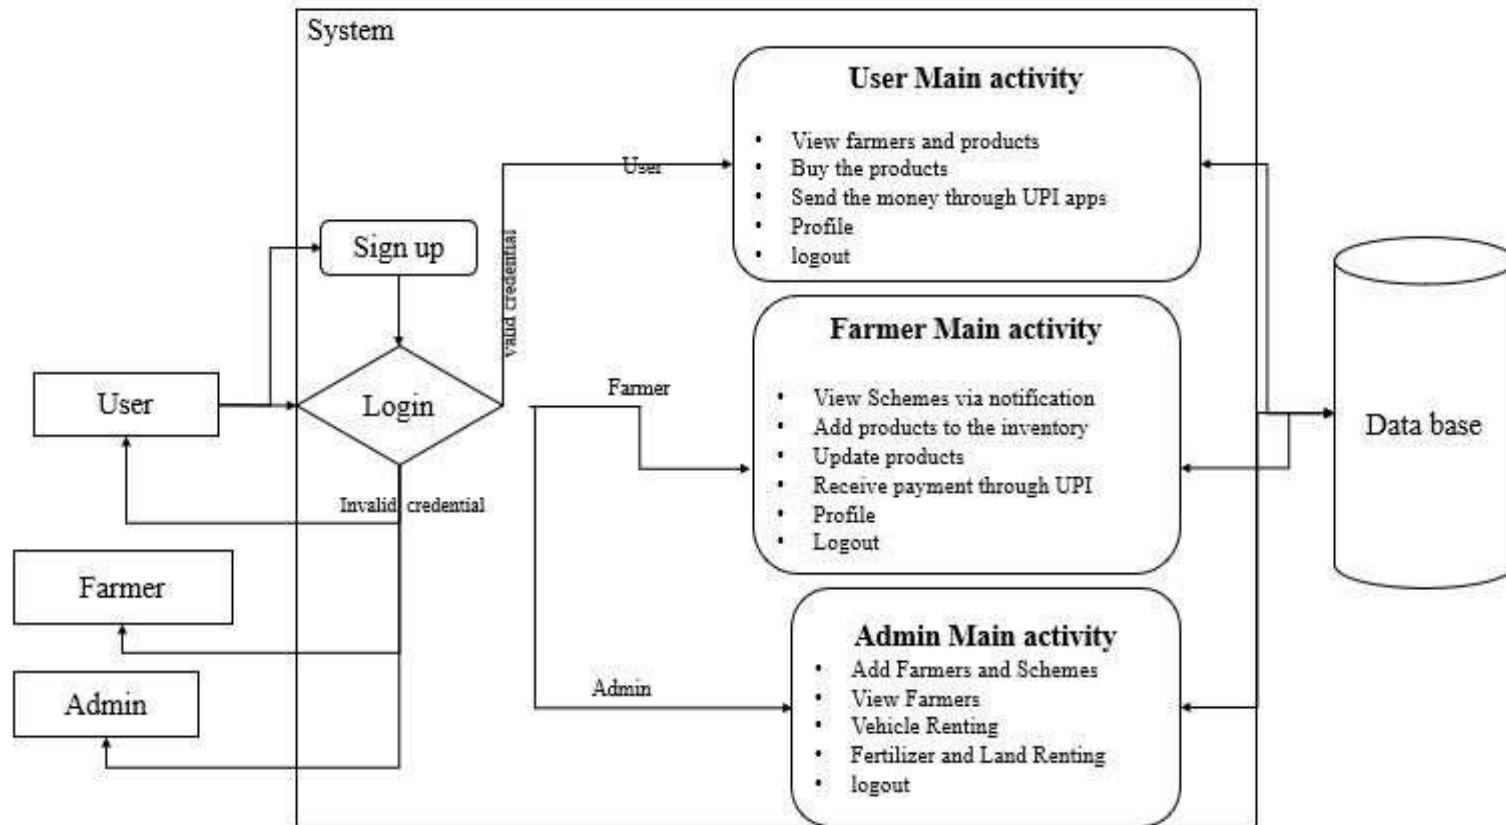 System
User Main activity
• View farmers and products
• Buy the products
• Send the money through UPI apps
• Profile
• logout
User
Sign up
valid credential
Farmer Main activity
• View Schemes via notification
• Add products to the inventory
• Update products
• Receive payment through UPI
• Profile
• Logout
Farmer
User
Login
Data base
Invalid credential
Farmer
Admin Main activity
• Add Farmers and Schemes
• View Farmers
• Vehicle Renting
• Fertilizer and Land Renting
• logout
Admin
Admin